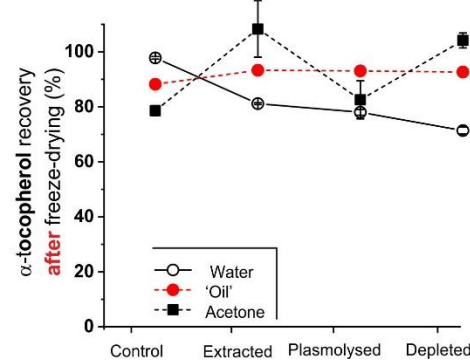 α-tocopherol recovery
after freeze-drying (%)
100
80
60
40
20
0
Water
'Oil'
Acetone
Control Extracted Plasmolysed Depleted